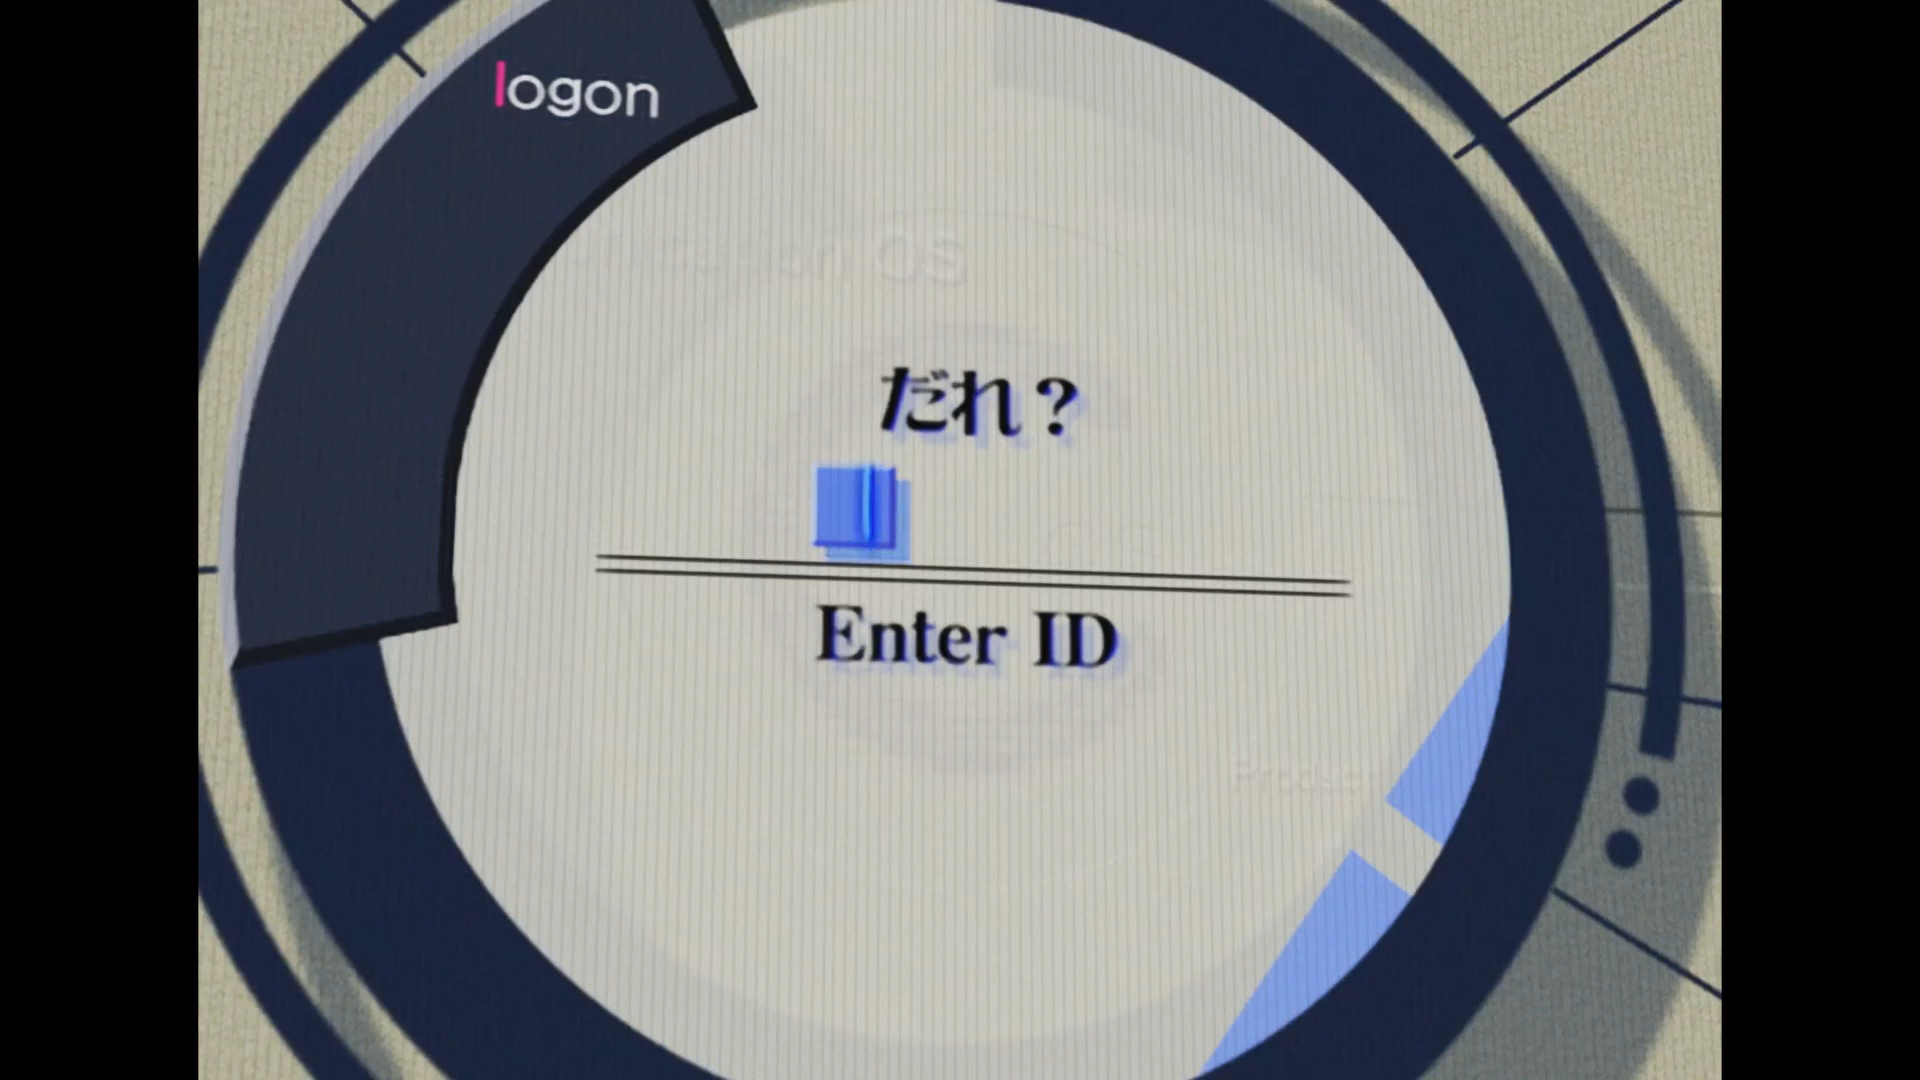 logon
だれ？
Enter ID